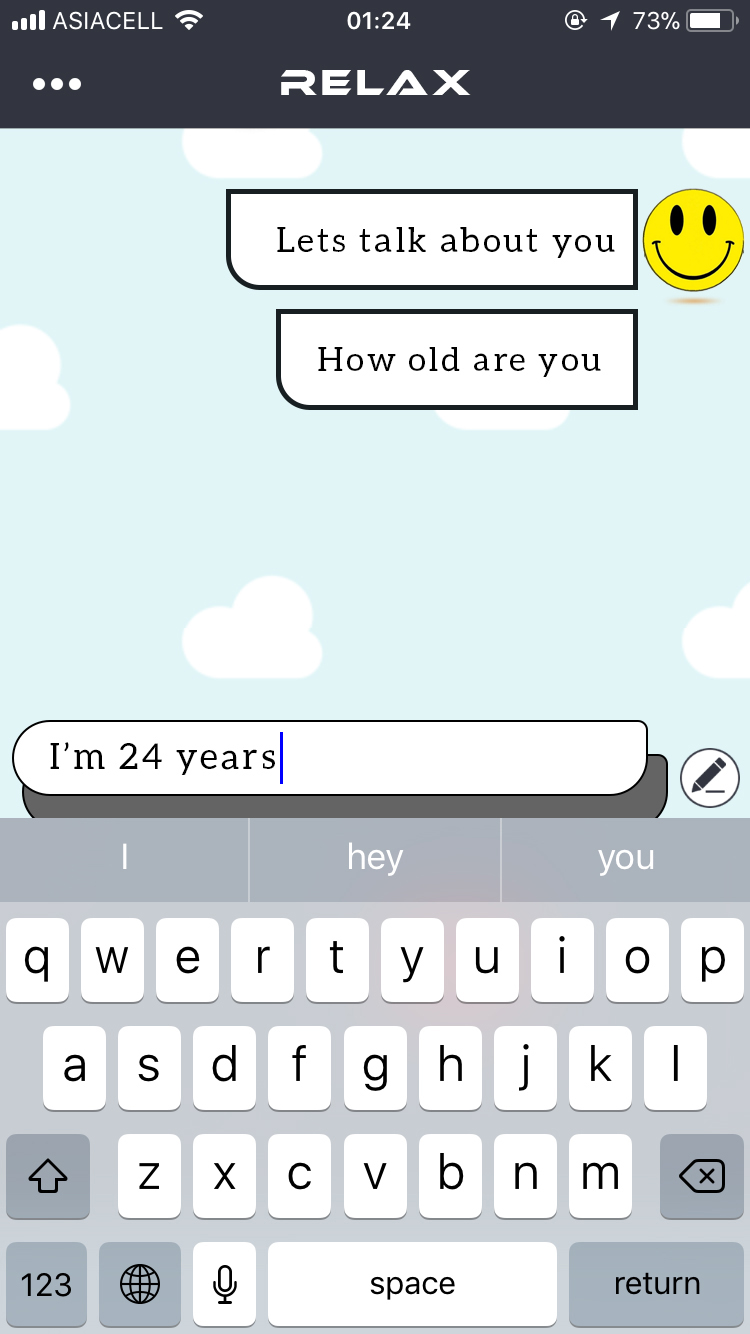 ASIACELL 01:24 73%
RELAX
Lets talk about you
How old are you
I’m 24 years
I hey you
q w e r t y u i o p
a s d f g h j k l
z x c v b n m
123 space return